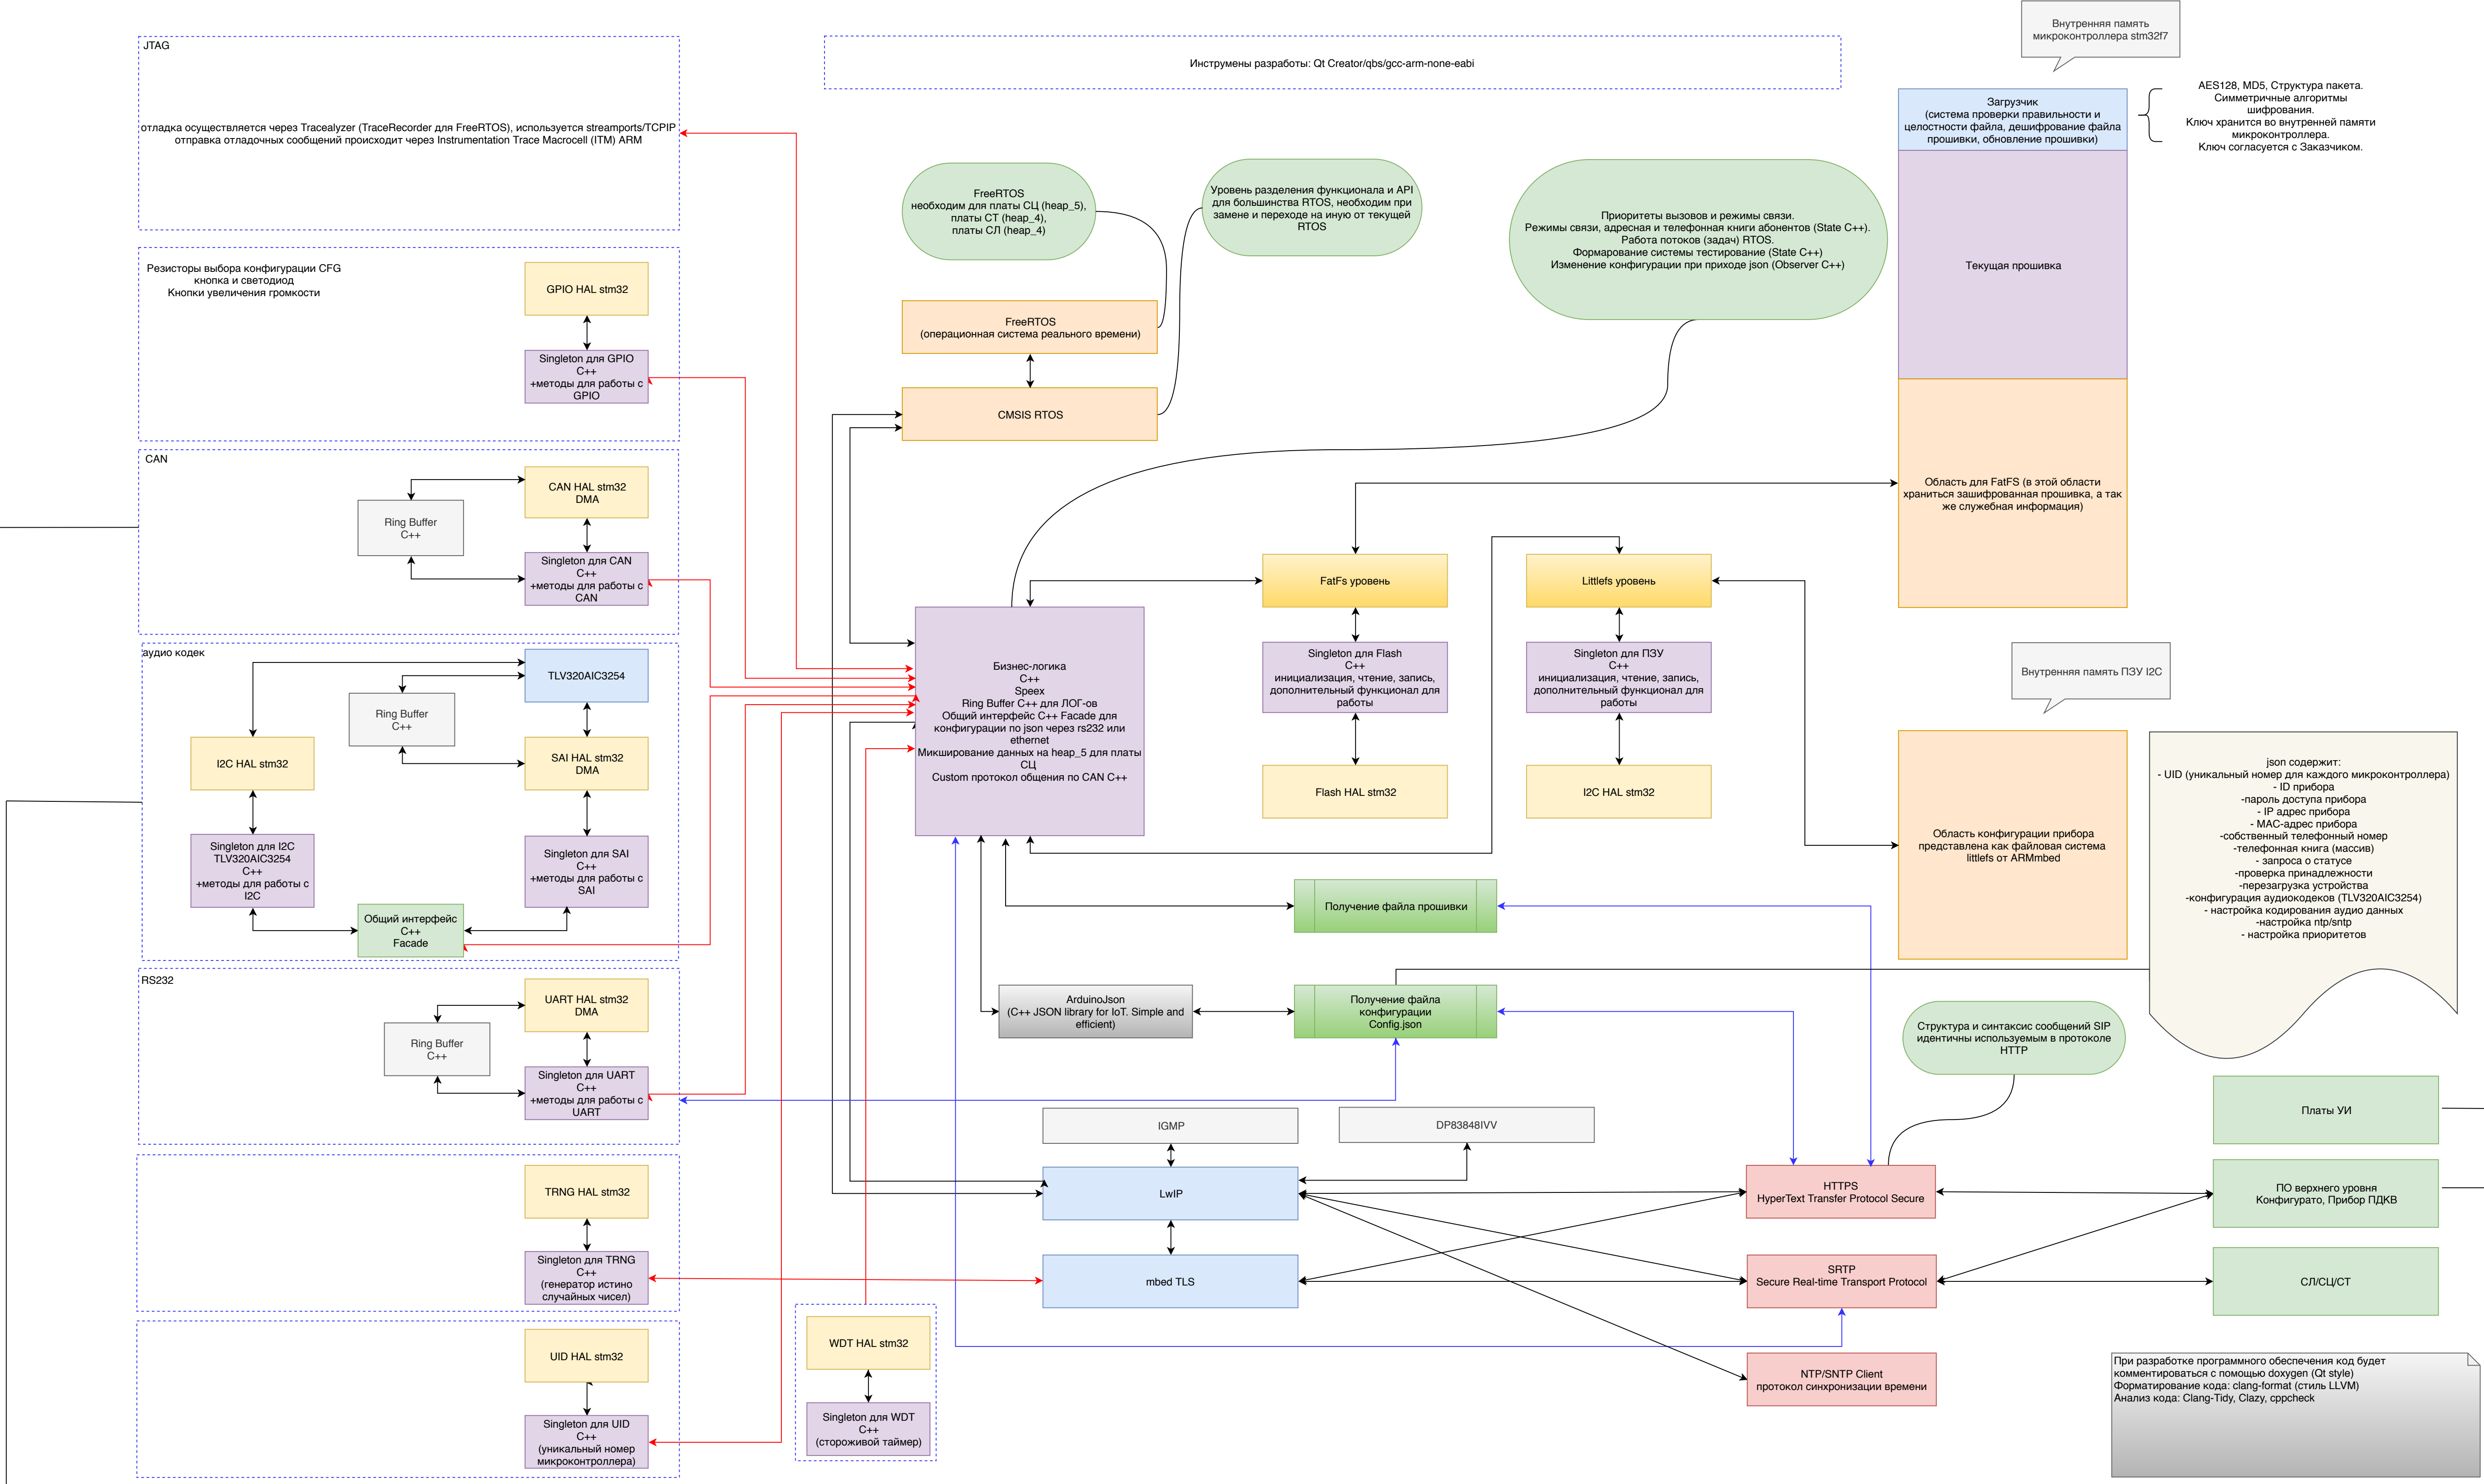 JTAG
отладка осуществляется через Tracealyzer (TraceRecorder для FreeRTOS), используется streamports/TCPIP
отправка отладочных сообщений происходит через Instrumentation Trace Macrocell (ITM) ARM
Инструмены разработы: Qt Creator/qbs/gcc-arm-none-eabi
Внутренняя память
микроконтроллера stm32f7
Загрузчик
(система проверки правильности и
целостности файла, дешифрование файла
прошивки, обновление прошивки)
AES128, MD5, Структура пакета.
Симметричные алгоритмы
шифрования.
Ключ хранится во внутренней памяти
микроконтроллера.
Ключ согласуется с Заказчиком.
Текущая прошивка
Область для FatFS (в этой области
храниться зашифрованная прошивка, а так
же служебная информация)
FreeRTOS
необходим для платы СЦ (heap_5),
платы СТ (heap_4),
платы СЛ (heap_4)
Уровень разделения функционала и API
для большинства RTOS, необходим при
замене и переходе на иную от текущей
RTOS
Приоритеты вызовов и режимы связи.
Режимы связи, адресная и телефонная книги абонентов (State C++).
Работа потоков (задач) RTOS.
Формарование системы тестирование (State C++)
Изменение конфигурации при приходе json (Observer C++)
FreeRTOS
(операционная система реального времени)
CMSIS RTOS
Резисторы выбора конфигурации CFG
кнопка и светодиод
Кнопки увеличения громкости
GPIO HAL stm32
Singleton для GPIO
C++
+методы для работы с
GPIO
CAN
CAN HAL stm32
DMA
Ring Buffer
C++
Singleton для CAN
C++
+методы для работы с
CAN
аудио кодек
TLV320AIC3254
Ring Buffer
C++
I2C HAL stm32
SAI HAL stm32
DMA
Singleton для I2C
TLV320AIC3254
C++
+методы для работы с
I2C
Singleton для SAI
C++
+методы для работы с
SAI
Общий интерфейс
C++
Facade
RS232
UART HAL stm32
DMA
Ring Buffer
C++
Singleton для UART
C++
+методы для работы с
UART
TRNG HAL stm32
Singleton для TRNG
C++
(генератор истино
случайных чисел)
UID HAL stm32
Singleton для UID
C++
(уникальный номер
микроконтроллера)
WDT HAL stm32
Singleton для WDT
C++
(стороживой таймер)
Бизнес-логика
C++
Speex
Ring Buffer C++ для ЛОГ-ов
Общий интерфейс C++ Facade для
конфигурации по json через rs232 или
ethernet
Микширование данных на heap_5 для платы
СЦ
Custom протокол общения по CAN C++
FatFs уровень
Singleton для Flash
C++
инициализация, чтение, запись,
дополнительный функционал для
работы
Flash HAL stm32
Littlefs уровень
Singleton для ПЗУ
C++
инициализация, чтение, запись,
дополнительный функционал для
работы
I2C HAL stm32
Внутренняя память ПЗУ I2C
Область конфигурации прибора
представлена как файловая система
littlefs от ARMmbed
json содержит:
- UID (уникальный номер для каждого микроконтроллера)
- ID прибора
-пароль доступа прибора
- IP адрес прибора
- MAC-адрес прибора
-собственный телефонный номер
-телефонная книга (массив)
- запроса о статусе
-проверка принадлежности
-перезагрузка устройства
-конфигурация аудиокодеков (TLV320AIC3254)
- настройка кодирования аудио данных
-настройка ntp/sntp
- настройка приоритетов
Получение файла прошивки
ArduinoJson
(C++ JSON library for IoT. Simple and
efficient)
Получение файла
конфигурации
Config.json
Структура и синтаксис сообщений SIP
идентичны используемым в протоколе
HTTP
IGMP
DP83848IVV
LwIP
mbed TLS
HTTPS
HyperText Transfer Protocol Secure
SRTP
Secure Real-time Transport Protocol
NTP/SNTP Client
протокол синхронизации времени
Платы УИ
ПО верхнего уровня
Конфигурато, Прибор ПДКВ
СЛ/СЦ/СТ
При разработке программного обеспечения код будет
комментироваться с помощью doxygen (Qt style)
Форматирование кода: clang-format (стиль LLVM)
Анализ кода: Clang-Tidy, Clazy, cppcheck